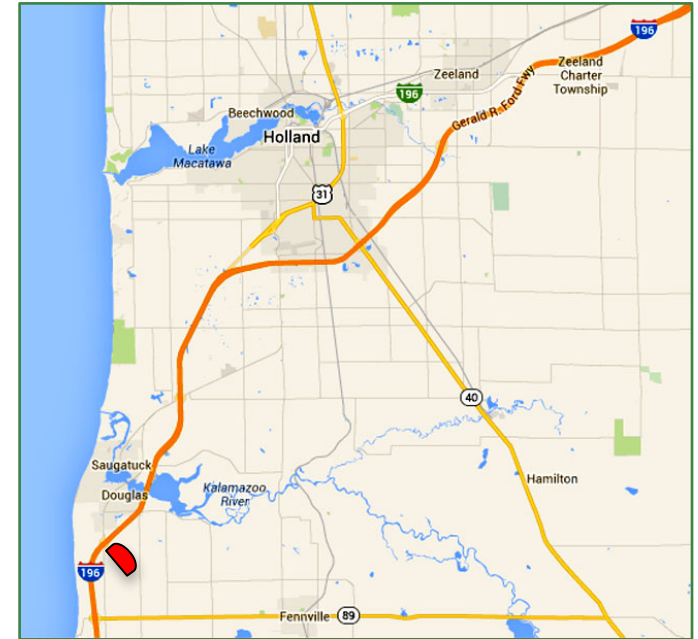 196
Zeeland
Zeeland
Charter
Township
196
Gerald R. Ford Fwy
Beechwood
Holland
Lake
Macatawa
31
40
Saugatuck
Douglas
Kalamazoo
River
Hamilton
196
Fennville
89